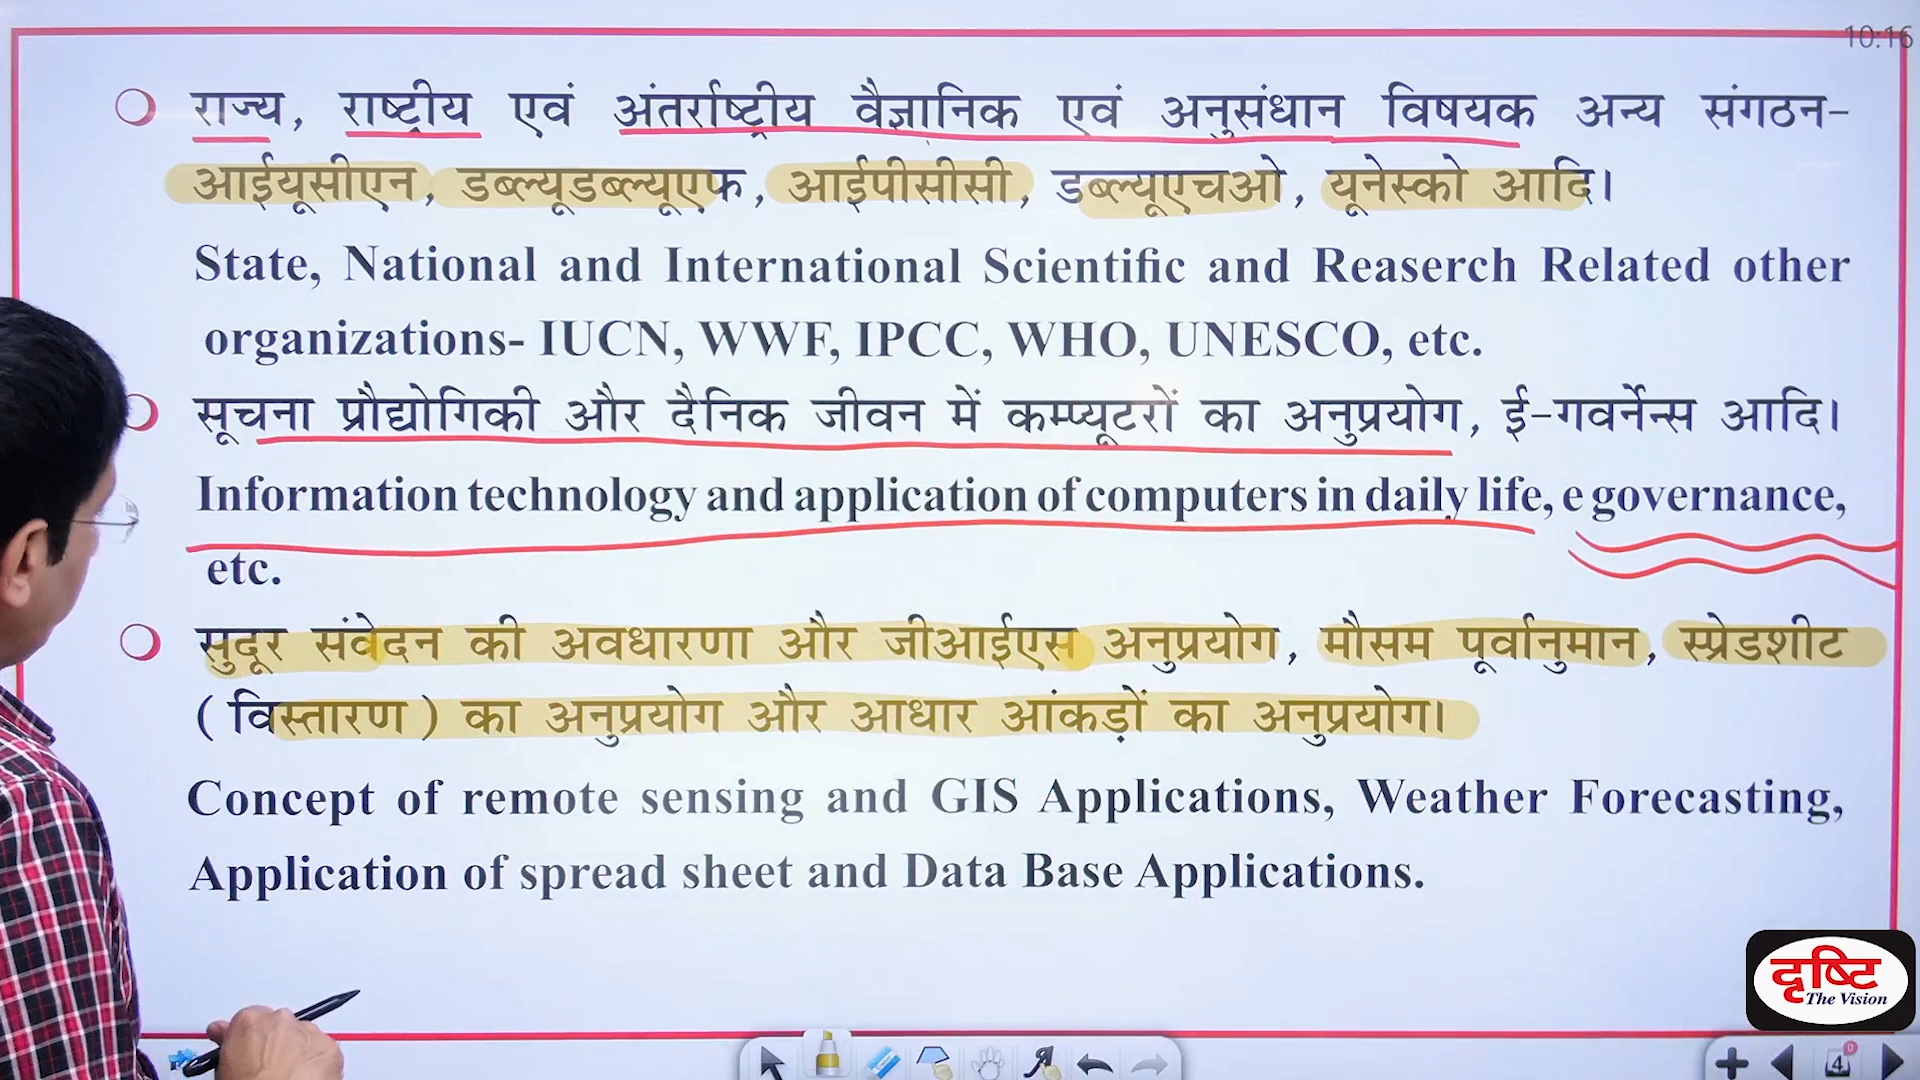 10:16
राज्य, राष्ट्रीय एवं अंतर्राष्ट्रीय वैज्ञानिक एवं अनुसंधान विषयक अन्य संगठन-
आईयूसीएन, डब्ल्यूडब्ल्यूएफ, आईपीसीसी, डब्ल्यूएचओ, यूनेस्को आदि।
State, National and International Scientific and Reaserch Related other
organizations- IUCN, WWF, IPCC, WHO, UNESCO, etc.
सूचना प्रौद्योगिकी और दैनिक जीवन में कम्प्यूटरों का अनुप्रयोग, ई-गवर्नेन्स आदि।
Information technology and application of computers in daily life, e governance,
etc.
सुदूर संवेदन की अवधारणा और जीआईएस अनुप्रयोग, मौसम पूर्वानुमान, स्प्रेडशीट
(विस्तारण) का अनुप्रयोग और आधार आंकड़ों का अनुप्रयोग।
Concept of remote sensing and GIS Applications, Weather Forecasting,
Application of spread sheet and Data Base Applications.
दृष्टि
The Vision
4
0